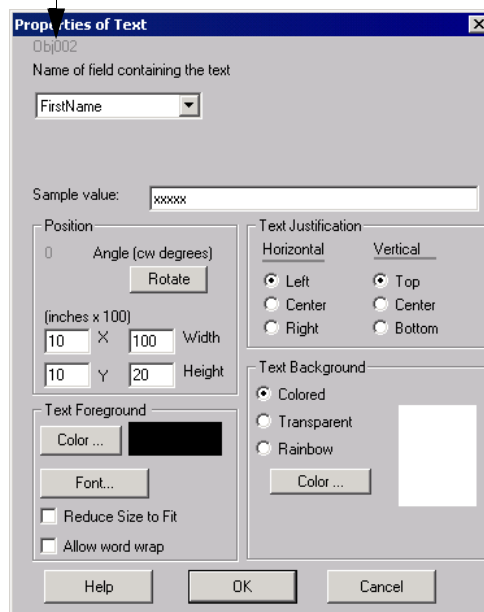 Properties of Text
Obj002
Name of field containing the text
FirstName
Sample value: xxxxx
Position
0 Angle (cw degrees)
Rotate
(inches x 100)
10 X 100 Width
10 Y 20 Height
Text Justification
Horizontal Vertical
Left Top
Center Center
Right Bottom
Text Foreground
Color ...
Font...
Reduce Size to Fit
Allow word wrap
Text Background
Colored
Transparent
Rainbow
Color ...
Help OK Cancel